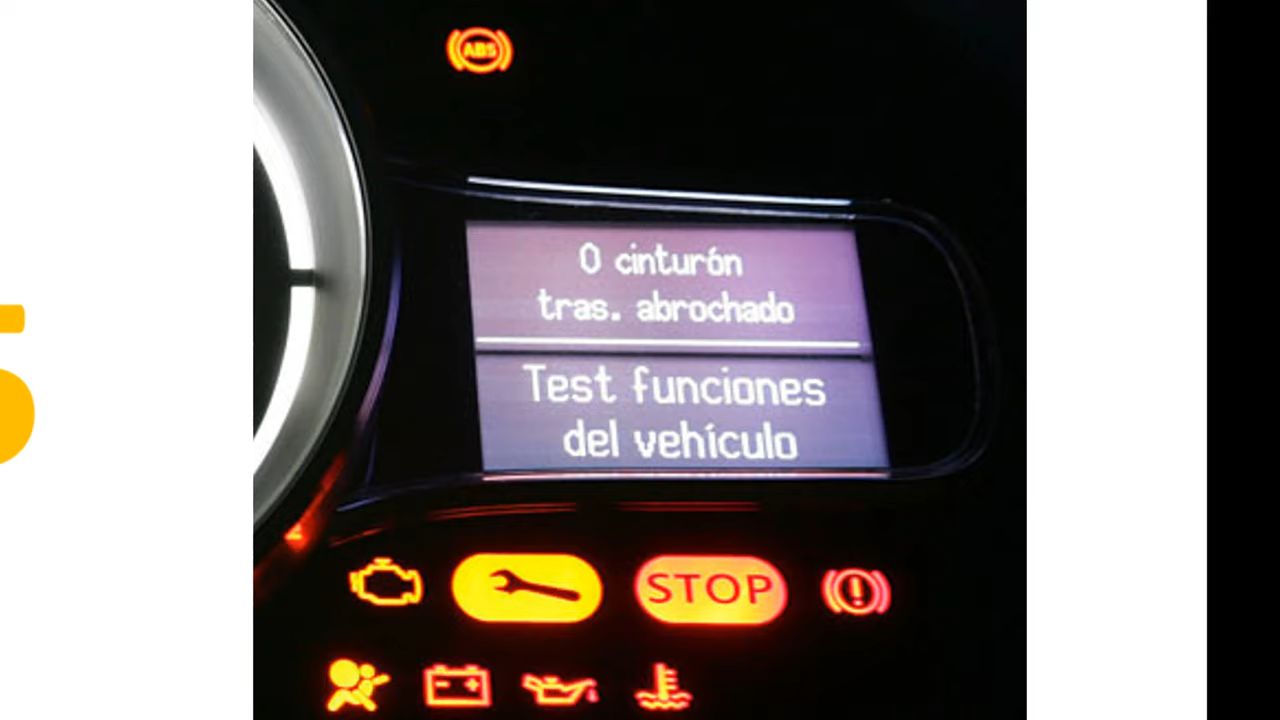 ABS
0 cinturón
tras. abrochado
Test funciones
del vehículo
STOP